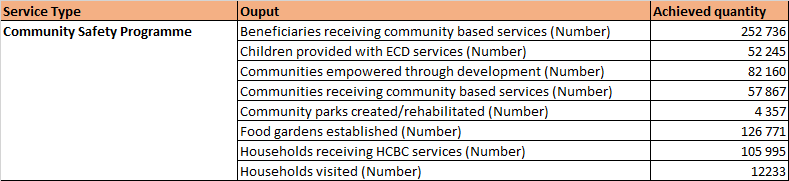 Service Type Ouput Achieved quantity
Community Safety Programme Beneficiaries receiving community based services (Number) 252 736
Children provided with ECD services (Number) 52 245
Communities empowered through development (Number) 82 160
Communities receiving community based services (Number) 57 867
Community parks created/rehabilitated (Number) 4 357
Food gardens established (Number) 126 771
Households receiving HCBC services (Number) 105 995
Households visited (Number) 12233